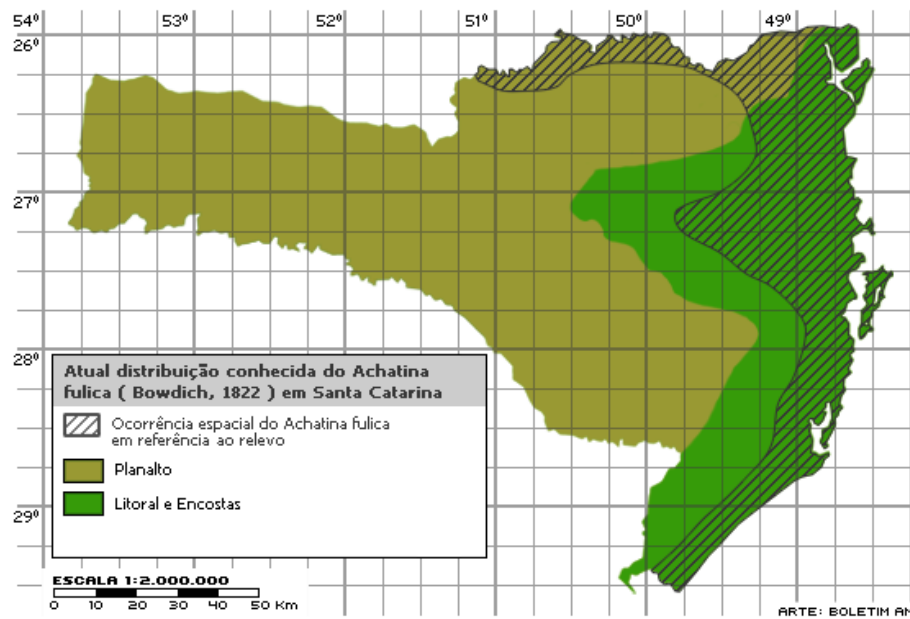 54º 53º 52º 51º 50º 49º
26º
27º
28º
29º
Atual distribuição conhecida do Achatina
fulica ( Bowdich, 1822 ) em Santa Catarina
Ocorrência espacial do Achatina fulica
em referência ao relevo
Planalto
Litoral e Encostas
ESCALA 1:2.000.000
0 10 20 30 40 50 Km
ARTE: BOLETIM